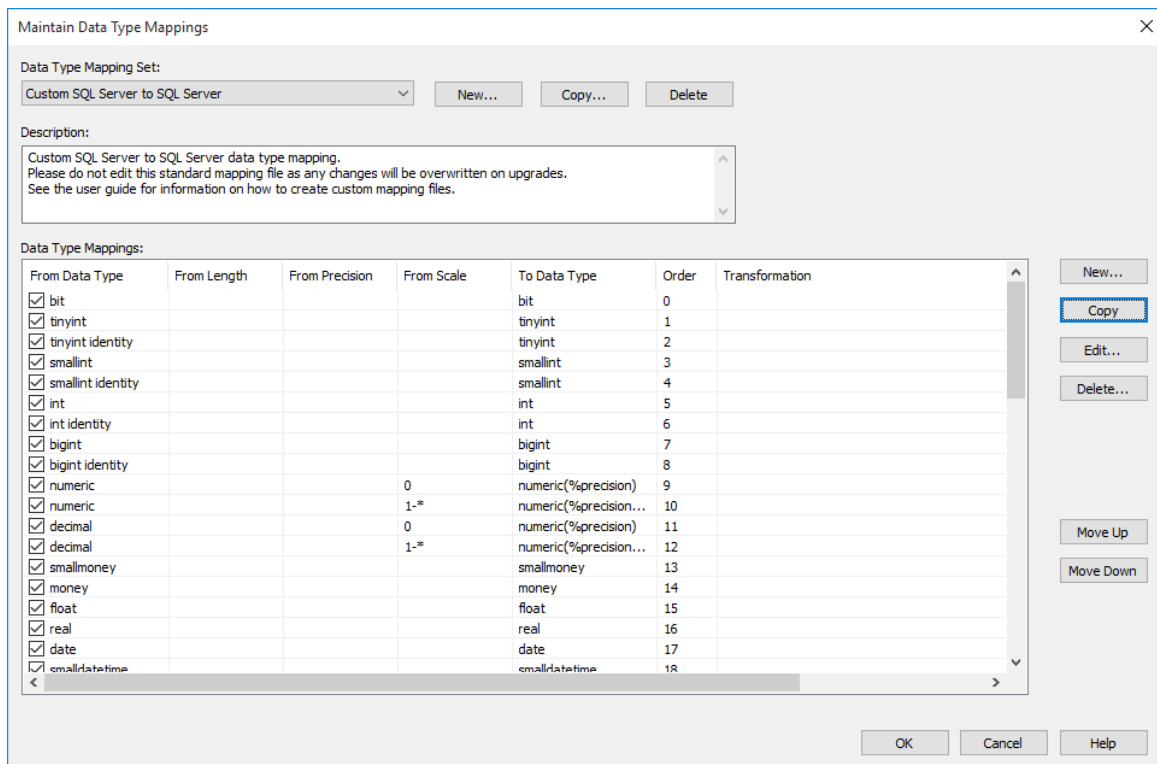 Maintain Data Type Mappings
Data Type Mapping Set:
Custom SQL Server to SQL Server
New...
Copy...
Delete
Description:
Custom SQL Server to SQL Server data type mapping.
Please do not edit this standard mapping file as any changes will be overwritten on upgrades.
See the user guide for information on how to create custom mapping files.
Data Type Mappings:
From Data Type From Length From Precision From Scale To Data Type Order Transformation
bit bit 0
tinyint tinyint 1
tinyint identity tinyint 2
smallint smallint 3
smallint identity smallint 4
int int 5
int identity int 6
bigint bigint 7
bigint identity bigint 8
numeric 0 numeric(%precision) 9
numeric 1-* numeric(%precision... 10
decimal 0 numeric(%precision) 11
decimal 1-* numeric(%precision... 12
smallmoney smallmoney 13
money money 14
float float 15
real real 16
date date 17
smalldatetime smalldatetime 18
New...
Copy
Edit...
Delete...
Move Up
Move Down
OK
Cancel
Help